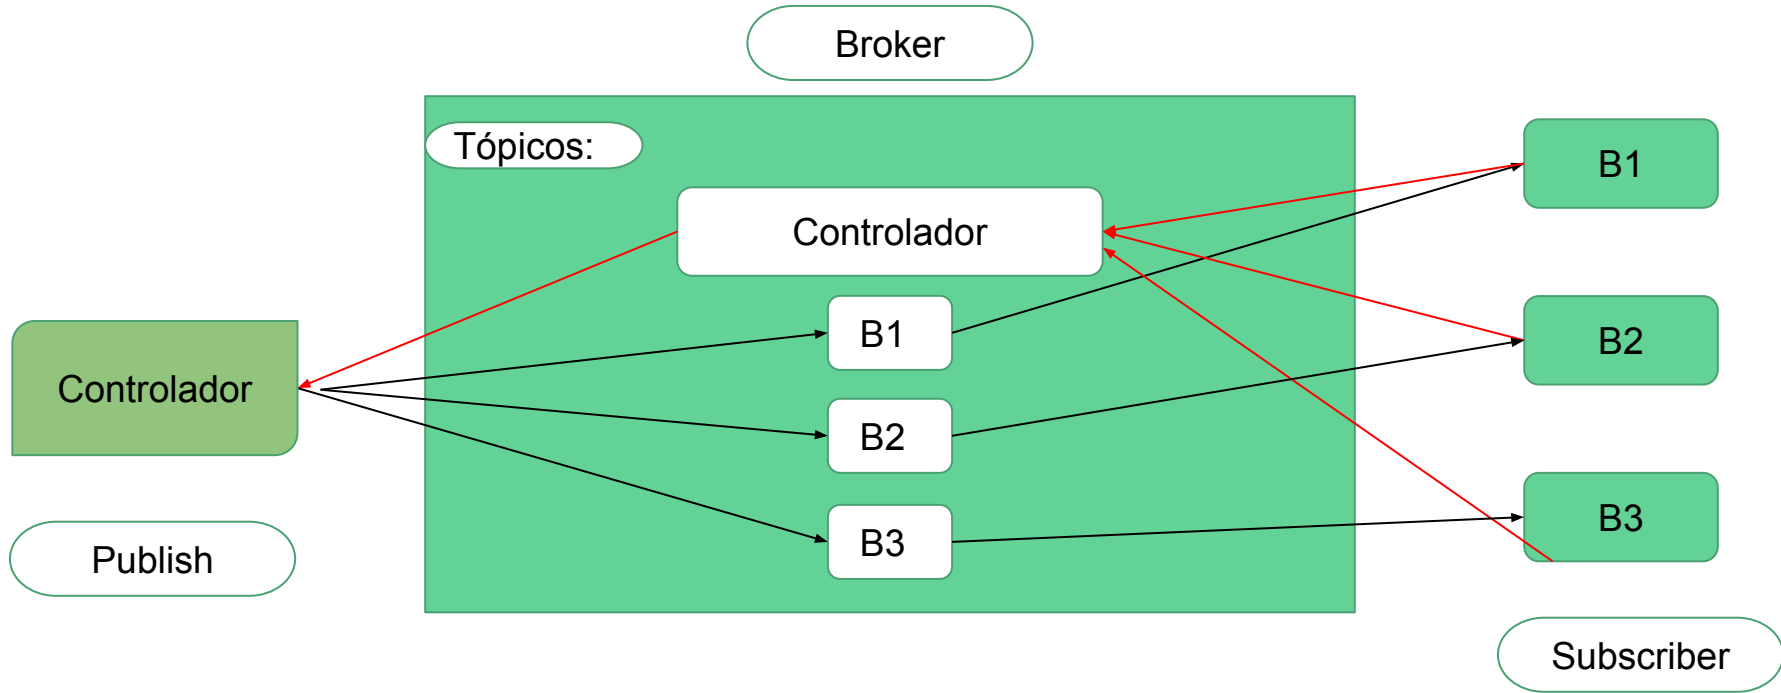 Broker
Tópicos:
Controlador
B1
B2
B3
Controlador
Publish
B1
B2
B3
Subscriber